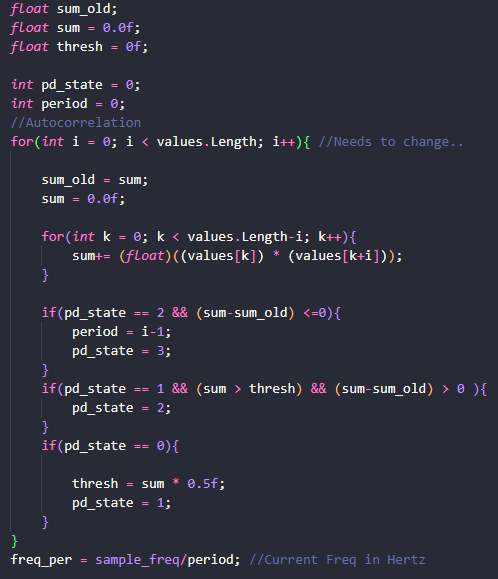 float sum_old;
float sum = 0.0f;
float thresh = 0f;
int pd_state = 0;
int period = 0;
//Autocorrelation
for(int i = 0; i < values.Length; i++){ //Needs to change..
sum_old = sum;
sum = 0.0f;
for(int k = 0; k < values.Length-i; k++){
sum+= (float)((values[k]) * (values[k+i]));
}
if(pd_state == 2 && (sum-sum_old) <=0){
period = i-1;
pd_state = 3;
}
if(pd_state == 1 && (sum > thresh) && (sum-sum_old) > 0 ){
pd_state = 2;
}
if(pd_state == 0){
thresh = sum * 0.5f;
pd_state = 1;
}
}
freq_per = sample_freq/period; //Current Freq in Hertz